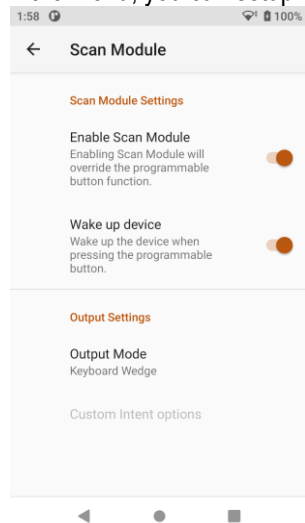 1:58 100%
Scan Module
Scan Module Settings
Enable Scan Module
Enabling Scan Module will
override the programmable
button function.
Wake up device
Wake up the device when
pressing the programmable
button.
Output Settings
Output Mode
Keyboard Wedge
Custom Intent options